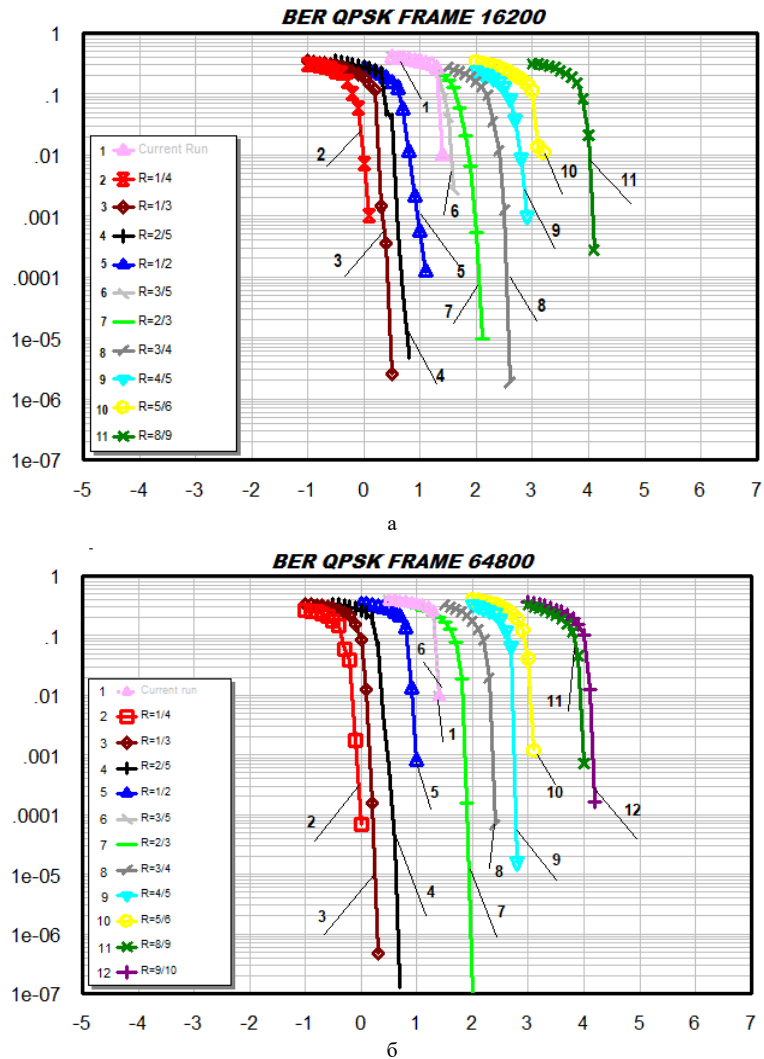 BER QPSK FRAME 16200
1
.1
.01
.001
.0001
1e-05
1e-06
1e-07
1 Current Run
2 R=1/4
3 R=1/3
4 R=2/5
5 R=1/2
6 R=3/5
7 R=2/3
8 R=3/4
9 R=4/5
10 R=5/6
11 R=8/9
1
2
10
11
6
9
3
5
7
8
4
-5 -4 -3 -2 -1 0 1 2 3 4 5 6 7
а
BER QPSK FRAME 64800
1
.1
.01
.001
.0001
1e-05
1e-06
1e-07
1 Current run
2 R=1/4
3 R=1/3
4 R=2/5
5 R=1/2
6 R=3/5
7 R=2/3
8 R=3/4
9 R=4/5
10 R=5/6
11 R=8/9
12 R=9/10
6
11
1
5
10
2
12
8
9
4
3
7
-5 -4 -3 -2 -1 0 1 2 3 4 5 6 7
б